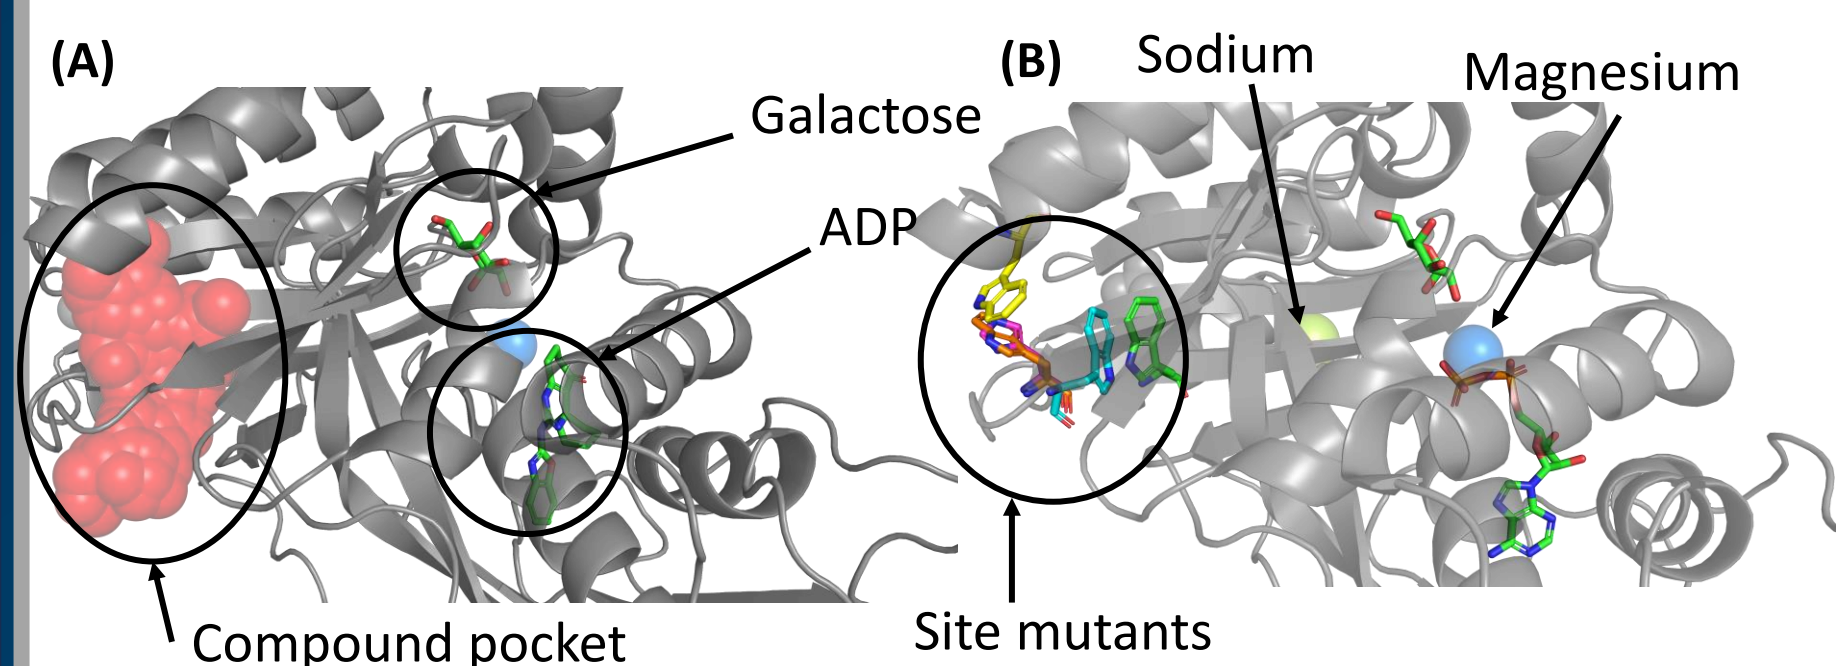 (A)
Galactose
ADP
Compound pocket
(B)
Sodium
Magnesium
Site mutants